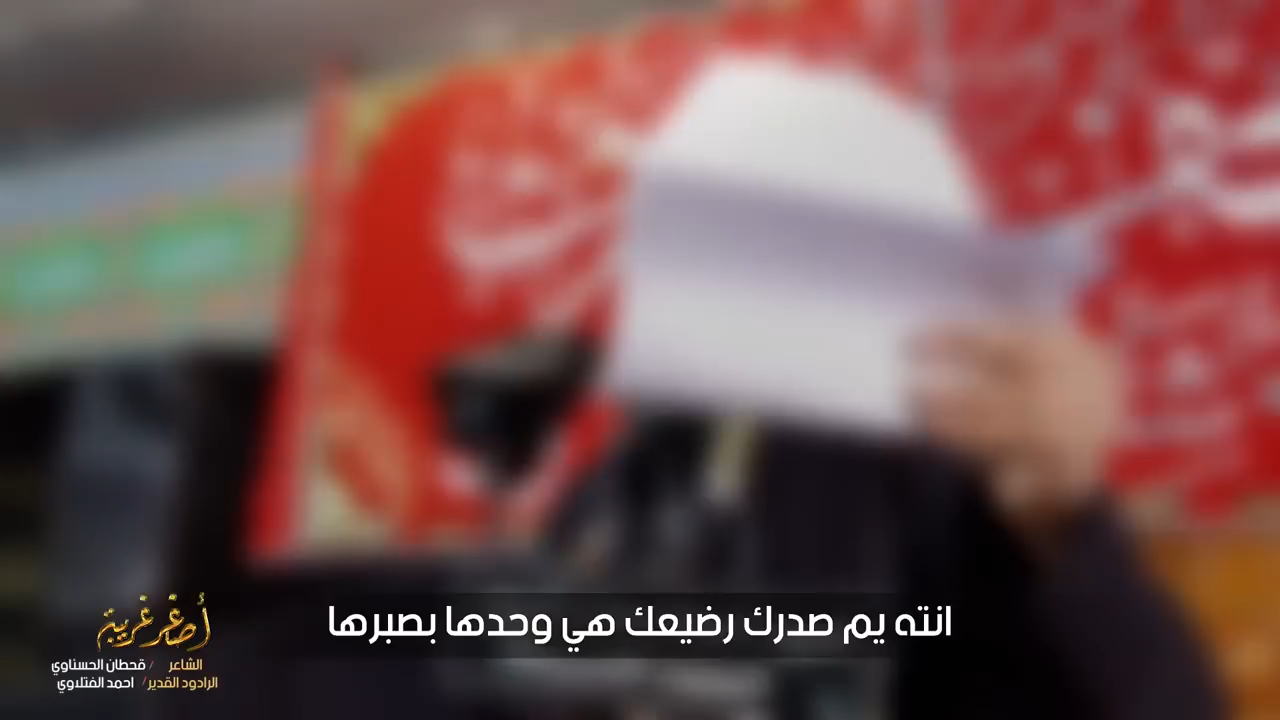 انته يم صدرك رضيعك هي وحدها بصبرها
أصغر غريبة
الشاعر / قحطان الحسناوي
الرادود القدير / احمد الفتلاوي